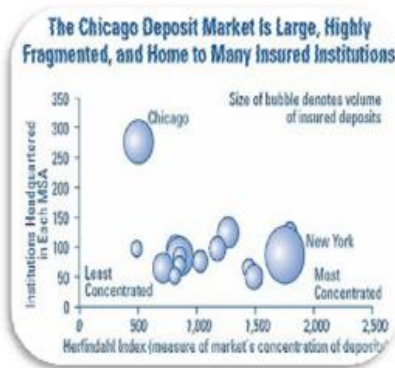 The Chicago Deposit Market Is Large, Highly
Fragmented, and Home to Many Insured Institutions
Institutions Headquartered
in Each MSA
350
300
250
200
150
100
50
0
Chicago
Size of bubble denotes volume
of insured deposits
New York
Least
Concentrated
Most
Concentrated
0
500
1,000
1,500
2,000
2,500
Herfindahl Index (measure of market's concentration of deposits)